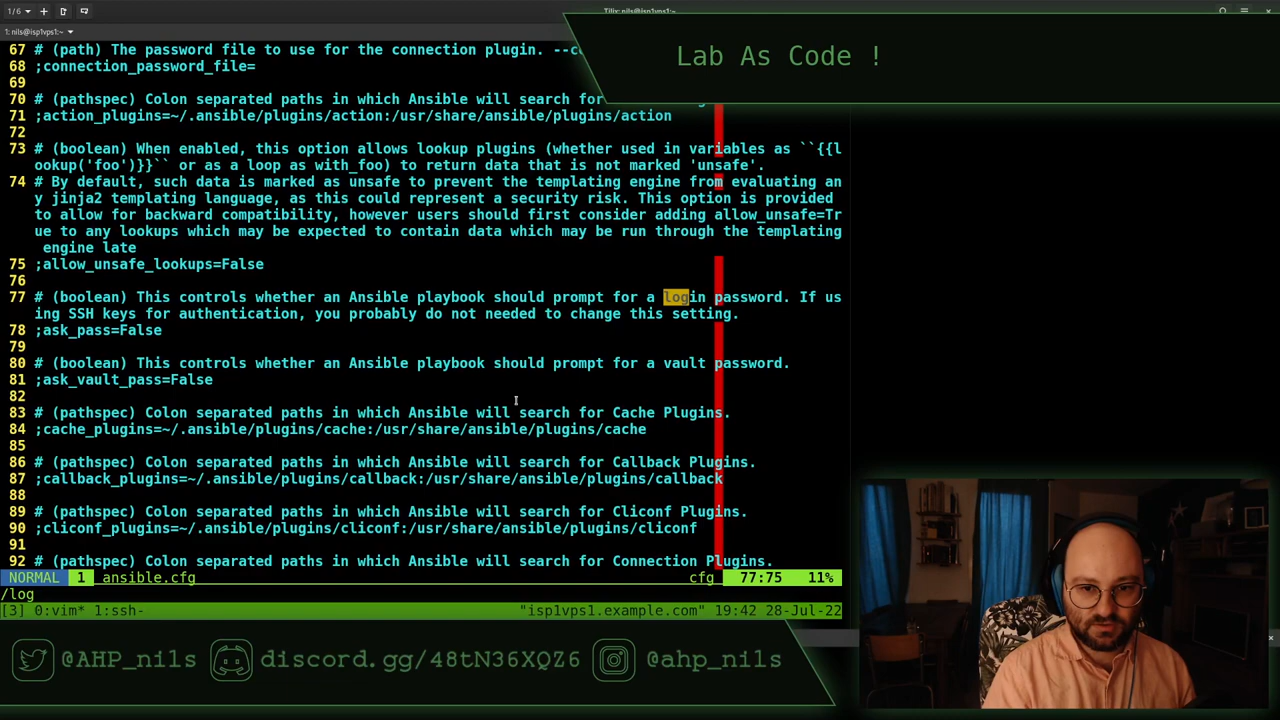 1/6
Tilix: nils@isp1vps1:~
1: nils@isp1vps1:~
Lab As Code !
67 # (path) The password file to use for the connection plugin.
68 ;connection_password_file=
69
70 # (pathspec) Colon separated paths in which Ansible will search for
71 ;action_plugins=~/.ansible/plugins/action:/usr/share/ansible/plugins/action
72
73 # (boolean) When enabled, this option allows lookup plugins (whether used in variables as ``{{l
ookup('foo')}}`` or as a loop as with_foo) to return data that is not marked 'unsafe'.
74 # By default, such data is marked as unsafe to prevent the templating engine from evaluating an
y jinja2 templating language, as this could represent a security risk. This option is provided
to allow for backward compatibility, however users should first consider adding allow_unsafe=Tr
ue to any lookups which may be expected to contain data which may be run through the templating
engine late
75 ;allow_unsafe_lookups=False
76
77 # (boolean) This controls whether an Ansible playbook should prompt for a login password. If us
ing SSH keys for authentication, you probably do not needed to change this setting.
78 ;ask_pass=False
79
80 # (boolean) This controls whether an Ansible playbook should prompt for a vault password.
81 ;ask_vault_pass=False
82
83 # (pathspec) Colon separated paths in which Ansible will search for Cache Plugins.
84 ;cache_plugins=~/.ansible/plugins/cache:/usr/share/ansible/plugins/cache
85
86 # (pathspec) Colon separated paths in which Ansible will search for Callback Plugins.
87 ;callback_plugins=~/.ansible/plugins/callback:/usr/share/ansible/plugins/callback
88
89 # (pathspec) Colon separated paths in which Ansible will search for Cliconf Plugins.
90 ;cliconf_plugins=~/.ansible/plugins/cliconf:/usr/share/ansible/plugins/cliconf
91
92 # (pathspec) Colon separated paths in which Ansible will search for Connection Plugins.
NORMAL 1 ansible.cfg cfg 77:75 11%
/log
[3] 0:vim* 1:ssh- "isp1vps1.example.com" 19:42 28-Jul-22
@AHP_nils discord.gg/48tN36XQZ6 @ahp_nils